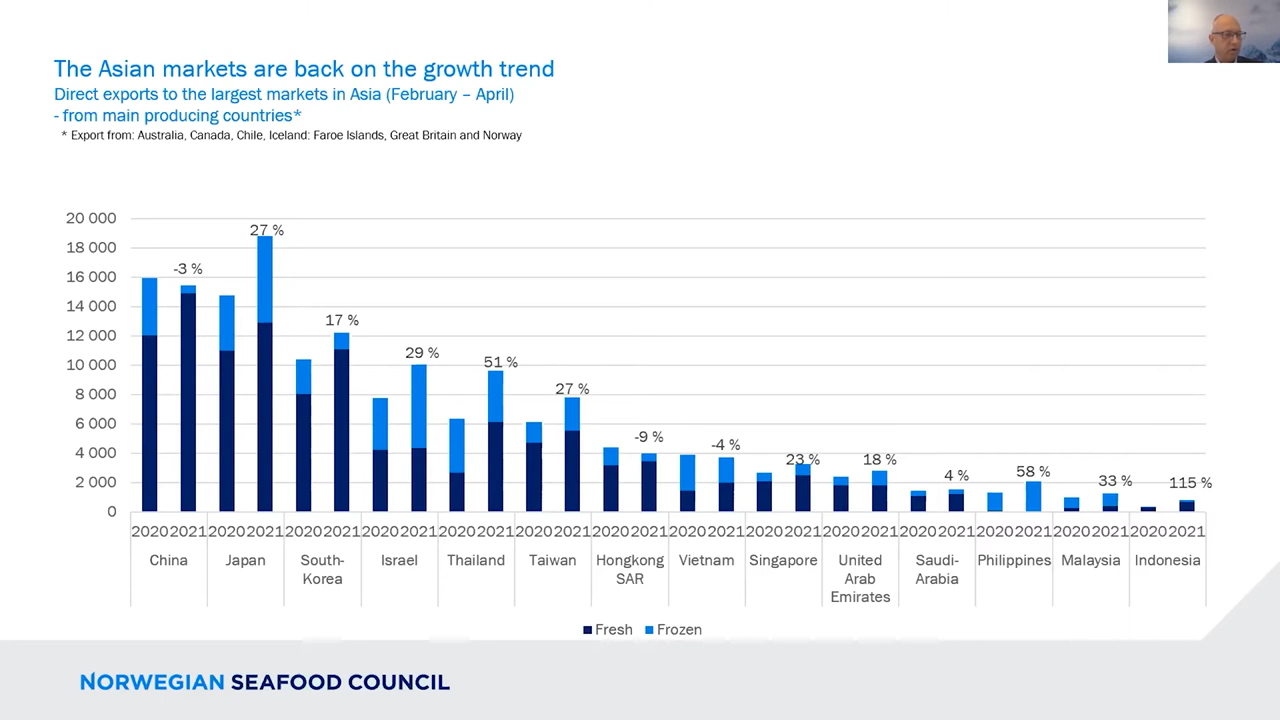 The Asian markets are back on the growth trend
Direct exports to the largest markets in Asia (February – April)
- from main producing countries*
* Export from: Australia, Canada, Chile, Iceland: Faroe Islands, Great Britain and Norway
20 000
18 000
16 000
14 000
12 000
10 000
8 000
6 000
4 000
2 000
0
-3 %
27 %
17 %
29 %
51 %
27 %
-9 %
-4 %
23 %
18 %
4 %
58 %
33 %
115 %
2020 2021 2020 2021 2020 2021 2020 2021 2020 2021 2020 2021 2020 2021 2020 2021 2020 2021 2020 2021 2020 2021 2020 2021 2020 2021 2020 2021
China
Japan
South-
Korea
Israel
Thailand
Taiwan
Hongkong
SAR
Vietnam
Singapore
United
Arab
Emirates
Saudi-
Arabia
Philippines
Malaysia
Indonesia
Fresh
Frozen
NORWEGIAN SEAFOOD COUNCIL